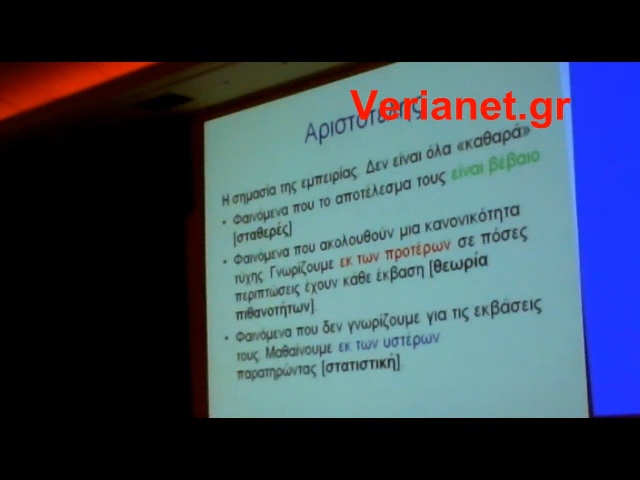 Verianet.gr
Αριστοτέλης
Η σημασία της εμπειρίας. Δεν είναι όλα «καθαρά»
• Φαινόμενα που το αποτέλεσμα τους είναι βέβαιο
[σταθερές]
• Φαινόμενα που ακολουθούν μια κανονικότητα
τύχης. Γνωρίζουμε εκ των προτέρων σε πόσες
περιπτώσεις έχουν κάθε έκβαση [θεωρία
πιθανοτήτων].
• Φαινόμενα που δεν γνωρίζουμε για τις εκβάσεις
τους. Μαθαίνουμε εκ των υστέρων
παρατηρώντας [στατιστική].